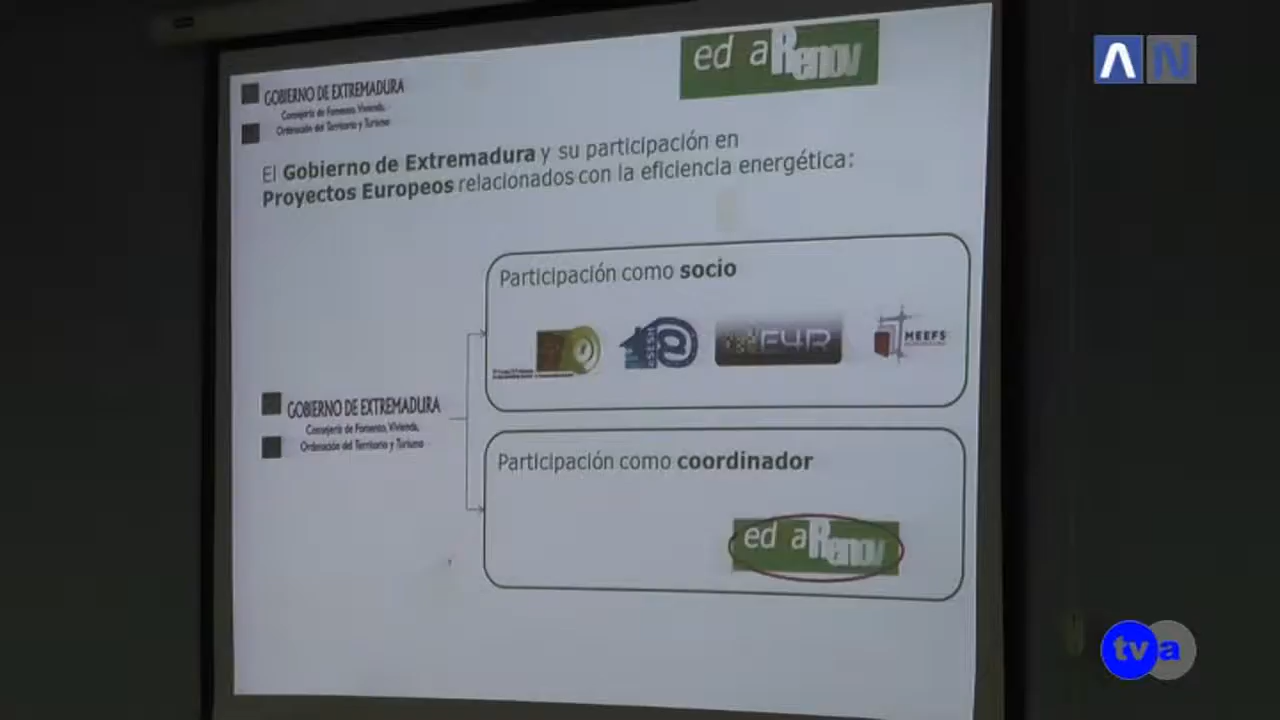 GOBIERNO DE EXTREMADURA
Consejería de Fomento, Vivienda,
Ordenación del Territorio y Turismo
ed aRenov
AN
El Gobierno de Extremadura y su participación en
Proyectos Europeos relacionados con la eficiencia energética:
Participación como socio
F4R
MEEFS
GOBIERNO DE EXTREMADURA
Consejería de Fomento, Vivienda,
Ordenación del Territorio y Turismo
Participación como coordinador
ed aRenov
tva